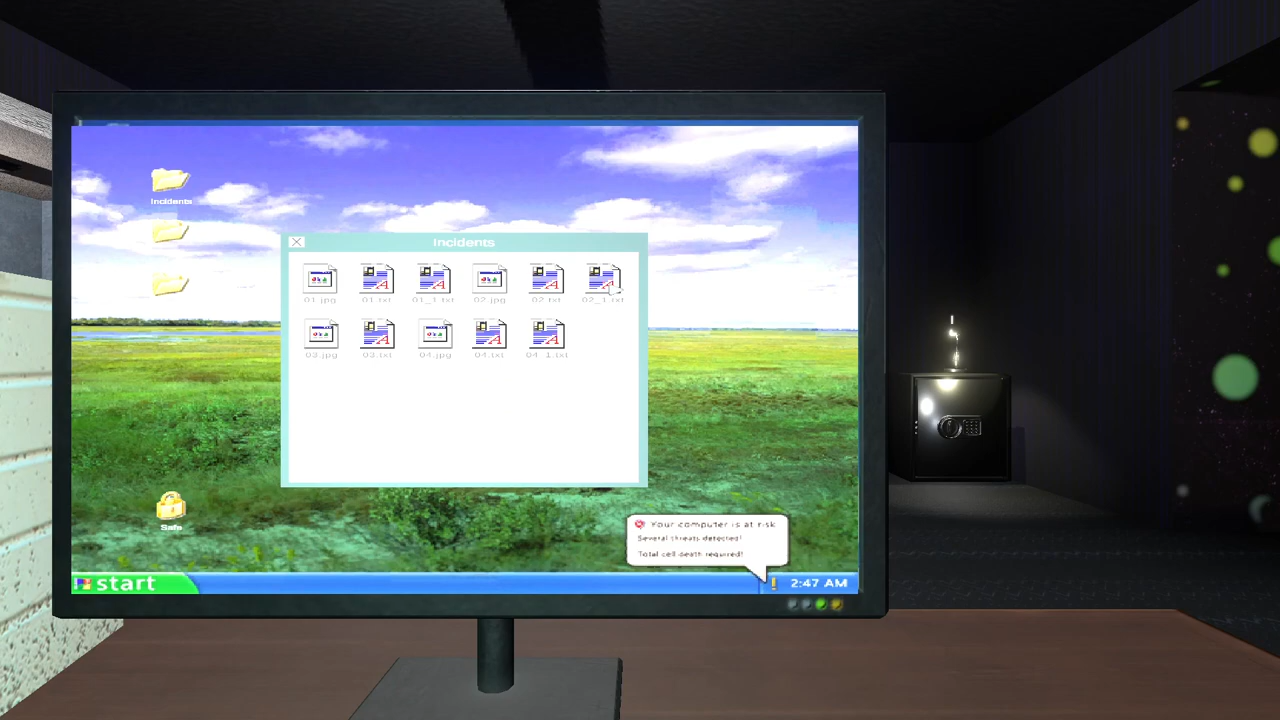 Incidents
Incidents
01.jpg 01.txt 01_1.txt 02.jpg 02.txt 02_1.txt
03.jpg 03.txt 04.jpg 04.txt 04_1.txt
Safe
Your computer is at risk
Several threats detected!
Total cell death required!
start
2:47 AM